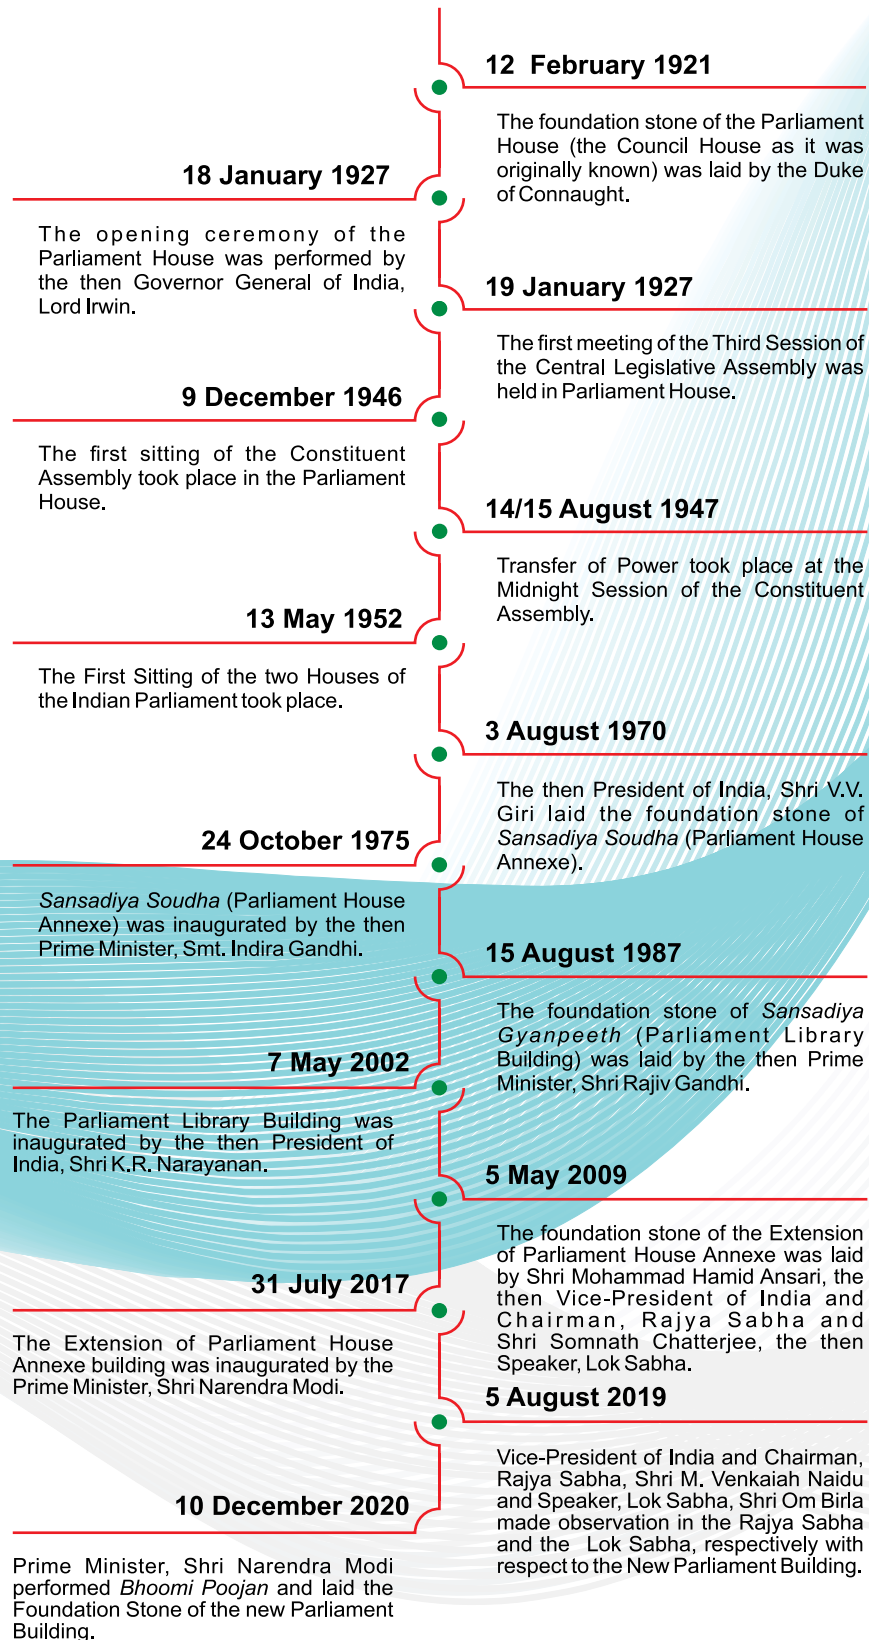 12 February 1921
The foundation stone of the Parliament
House (the Council House as it was
originally known) was laid by the Duke
of Connaught.
18 January 1927
The opening ceremony of the
Parliament House was performed by
the then Governor General of India,
Lord Irwin.
19 January 1927
The first meeting of the Third Session of
the Central Legislative Assembly was
held in Parliament House.
9 December 1946
The first sitting of the Constituent
Assembly took place in the Parliament
House.
14/15 August 1947
Transfer of Power took place at the
Midnight Session of the Constituent
Assembly.
13 May 1952
The First Sitting of the two Houses of
the Indian Parliament took place.
3 August 1970
The then President of India, Shri V.V.
Giri laid the foundation stone of
Sansadiya Soudha (Parliament House
Annexe).
24 October 1975
Sansadiya Soudha (Parliament House
Annexe) was inaugurated by the then
Prime Minister, Smt. Indira Gandhi.
15 August 1987
The foundation stone of Sansadiya
Gyanpeeth (Parliament Library
Building) was laid by the then Prime
Minister, Shri Rajiv Gandhi.
7 May 2002
The Parliament Library Building was
inaugurated by the then President of
India, Shri K.R. Narayanan.
5 May 2009
The foundation stone of the Extension
of Parliament House Annexe was laid
by Shri Mohammad Hamid Ansari, the
then Vice-President of India and
Chairman, Rajya Sabha and
Shri Somnath Chatterjee, the then
Speaker, Lok Sabha.
31 July 2017
The Extension of Parliament House
Annexe building was inaugurated by the
Prime Minister, Shri Narendra Modi.
5 August 2019
Vice-President of India and Chairman,
Rajya Sabha, Shri M. Venkaiah Naidu
and Speaker, Lok Sabha, Shri Om Birla
made observation in the Rajya Sabha
and the Lok Sabha, respectively with
respect to the New Parliament Building.
10 December 2020
Prime Minister, Shri Narendra Modi
performed Bhoomi Poojan and laid the
Foundation Stone of the new Parliament
Building.